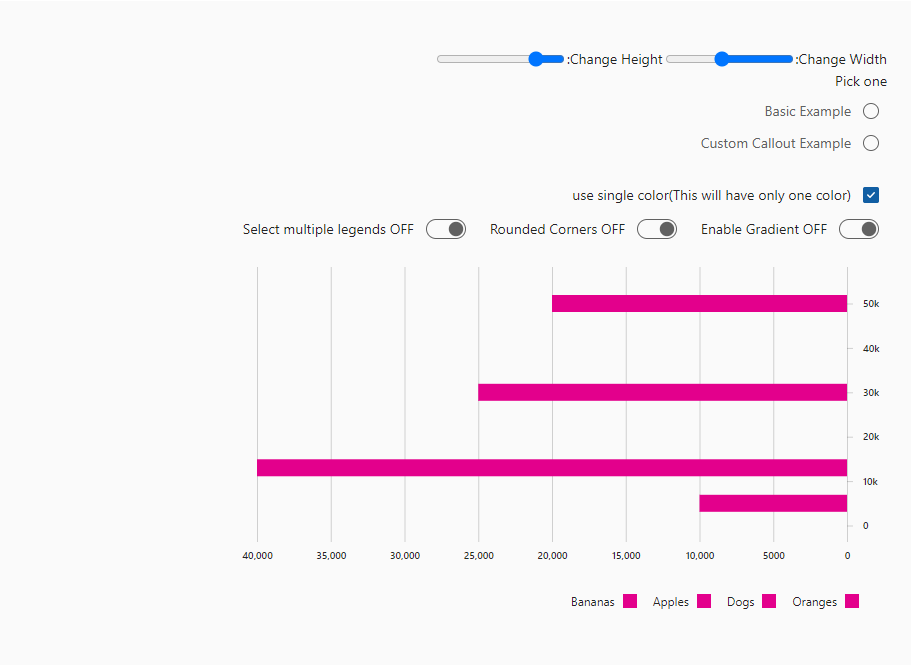 :Change Height :Change Width
Pick one
Basic Example
Custom Callout Example
use single color(This will have only one color)
Select multiple legends OFF Rounded Corners OFF Enable Gradient OFF
50k
40k
30k
20k
10k
0
40,000 35,000 30,000 25,000 20,000 15,000 10,000 5000 0
Bananas Apples Dogs Oranges